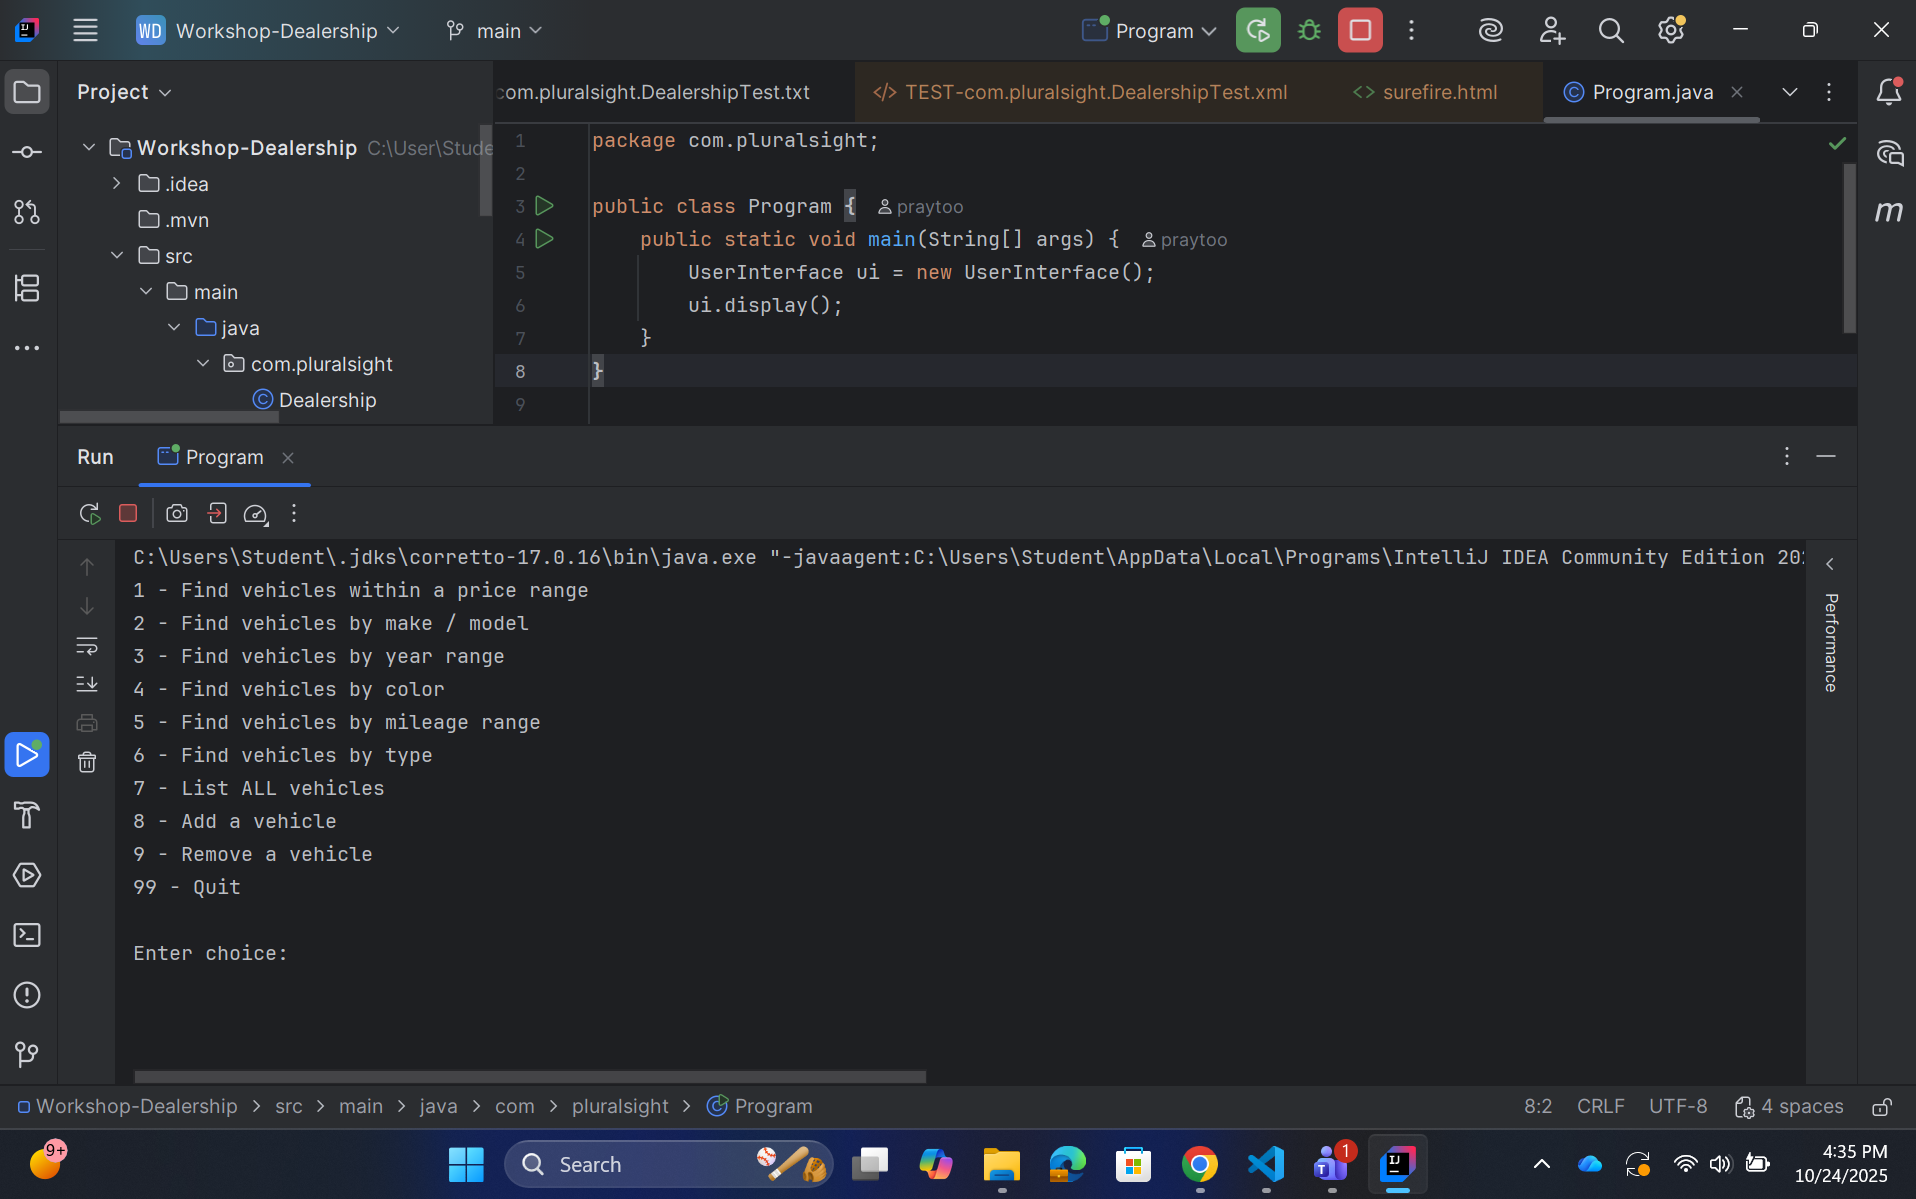 WD Workshop-Dealership main Program
Project
com.pluralsight.DealershipTest.txt
TEST-com.pluralsight.DealershipTest.xml
surefire.html
Program.java
Workshop-Dealership C:\User\Stude
.idea
.mvn
src
main
java
com.pluralsight
Dealership
1 package com.pluralsight;
2
3 public class Program { praytoo
4 public static void main(String[] args) { praytoo
5 UserInterface ui = new UserInterface();
6 ui.display();
7 }
8 }
9
m
Run Program
C:\Users\Student\.jdks\corretto-17.0.16\bin\java.exe "-javaagent:C:\Users\Student\AppData\Local\Programs\IntelliJ IDEA Community Edition 20
1 - Find vehicles within a price range
2 - Find vehicles by make / model
3 - Find vehicles by year range
4 - Find vehicles by color
5 - Find vehicles by mileage range
6 - Find vehicles by type
7 - List ALL vehicles
8 - Add a vehicle
9 - Remove a vehicle
99 - Quit
Enter choice:
Performance
Workshop-Dealership > src > main > java > com > pluralsight > Program
8:2 CRLF UTF-8 4 spaces
9+
Search
1
4:35 PM
10/24/2025